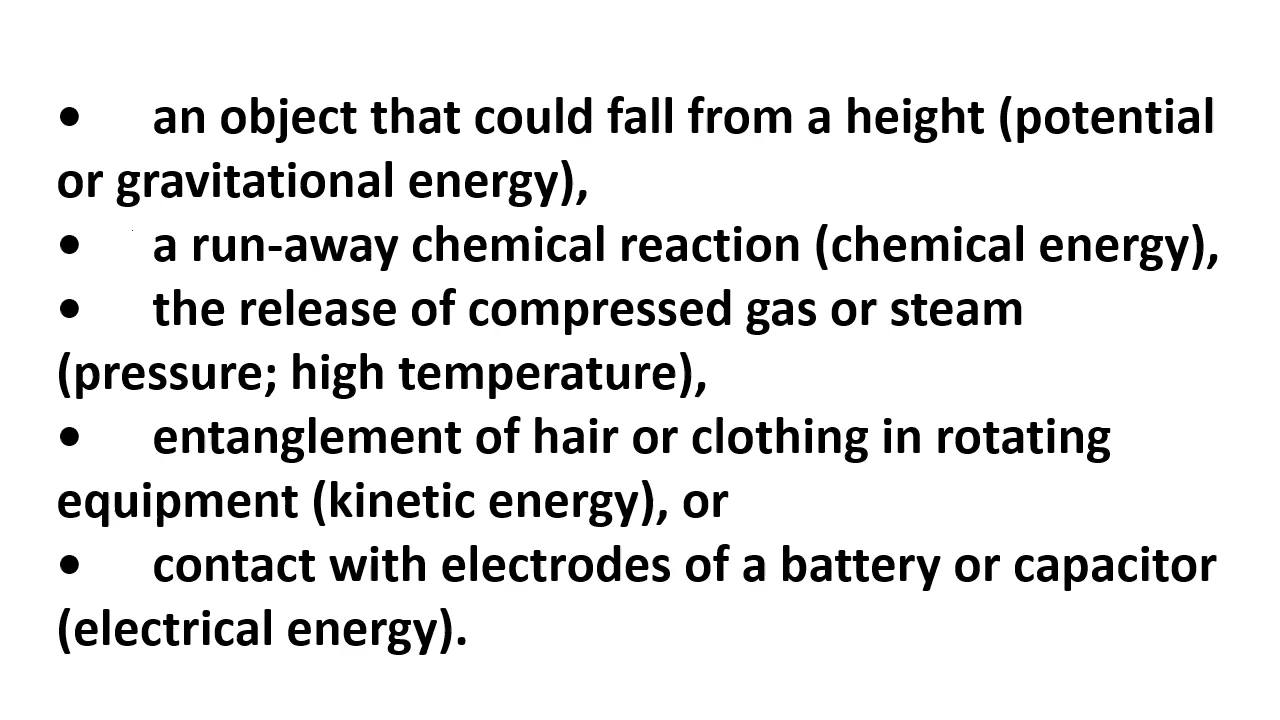 • an object that could fall from a height (potential
or gravitational energy),
• a run-away chemical reaction (chemical energy),
• the release of compressed gas or steam
(pressure; high temperature),
• entanglement of hair or clothing in rotating
equipment (kinetic energy), or
• contact with electrodes of a battery or capacitor
(electrical energy).